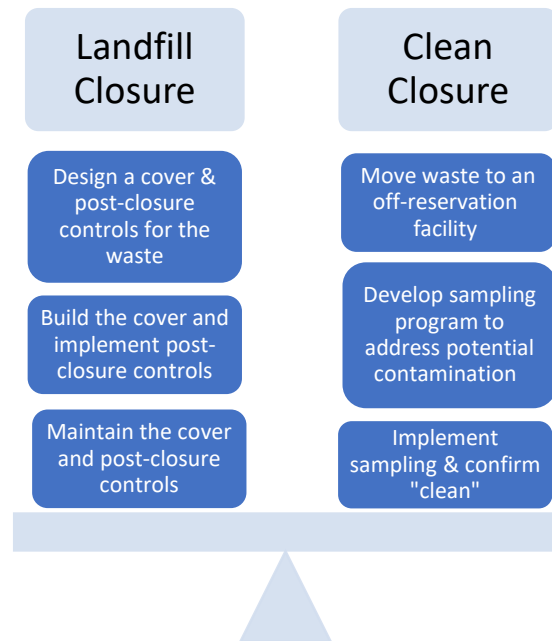 Landfill
Closure
Design a cover &
post-closure
controls for the
waste
Build the cover and
implement post-
closure controls
Maintain the cover
and post-closure
controls
Clean
Closure
Move waste to an
off-reservation
facility
Develop sampling
program to
address potential
contamination
Implement
sampling & confirm
"clean"